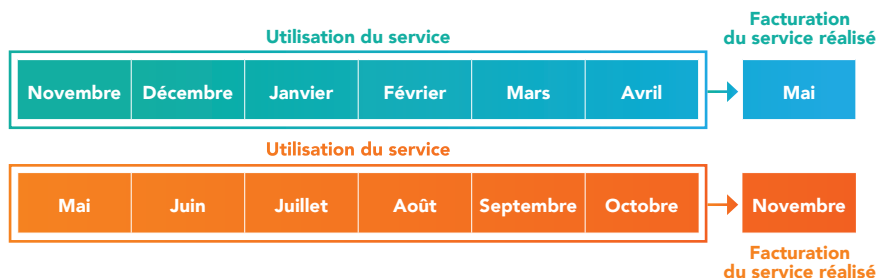 Facturation
du service réalisé
Utilisation du service
Novembre Décembre Janvier Février Mars Avril Mai
Utilisation du service
Mai Juin Juillet Août Septembre Octobre Novembre
Facturation
du service réalisé